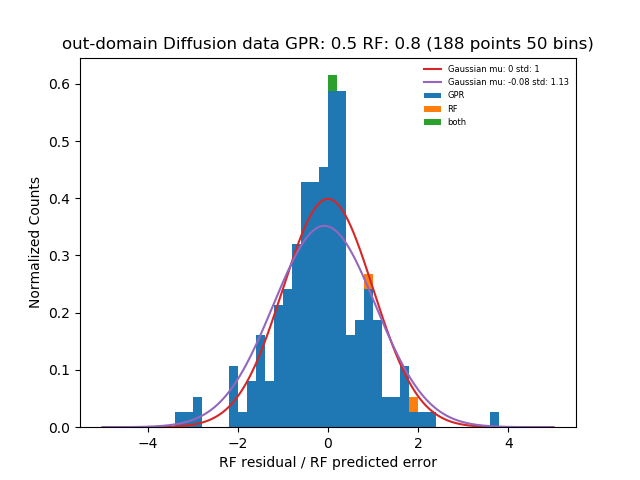 out-domain Diffusion data GPR: 0.5 RF: 0.8 (188 points 50 bins)
Gaussian mu: 0 std: 1
Gaussian mu: -0.08 std: 1.13
GPR
RF
both
Normalized Counts
0.6
0.5
0.4
0.3
0.2
0.1
0.0
−4
−2
0
2
4
RF residual / RF predicted error